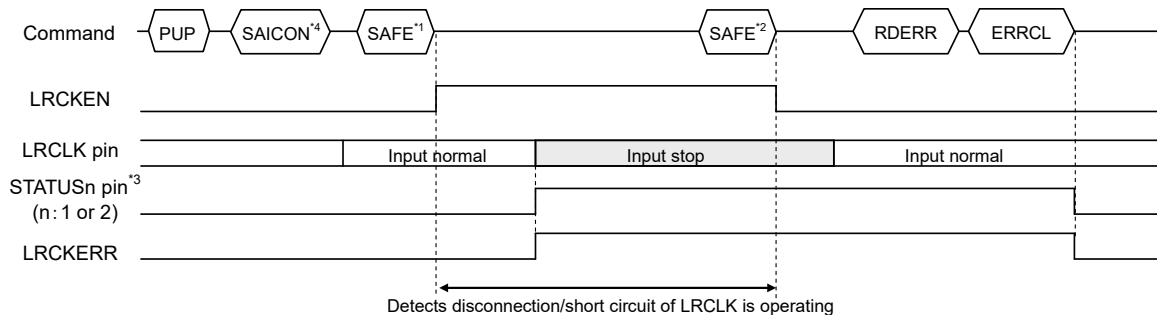 Command PUP SAICON*4 SAFE*1 SAFE*2 RDERR ERRCL
LRCKEN
LRCLK pin Input normal Input stop Input normal
STATUSn pin*3
(n: 1 or 2)
LRCKERR
Detects disconnection/short circuit of LRCLK is operating